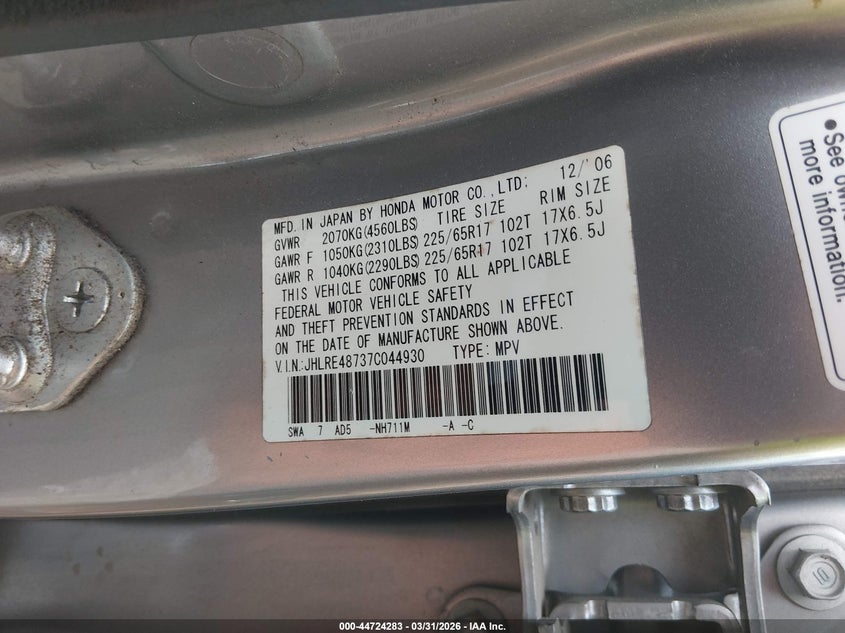 MFD. IN JAPAN BY HONDA MOTOR CO., LTD: 12/'06
GVWR 2070KG(4560LBS) TIRE SIZE RIM SIZE
GAWR F 1050KG(2310LBS) 225/65R17 102T 17X6.5J
GAWR R 1040KG(2290LBS) 225/65R17 102T 17X6.5J
THIS VEHICLE CONFORMS TO ALL APPLICABLE
FEDERAL MOTOR VEHICLE SAFETY
AND THEFT PREVENTION STANDARDS IN EFFECT
ON THE DATE OF MANUFACTURE SHOWN ABOVE.
V.I.N:JHLRE48737C044930 TYPE: MPV
SWA 7 AD5 -NH711M -A -C
•See own
more information.
10
000-44724283 - 03/31/2026 - IAA Inc.